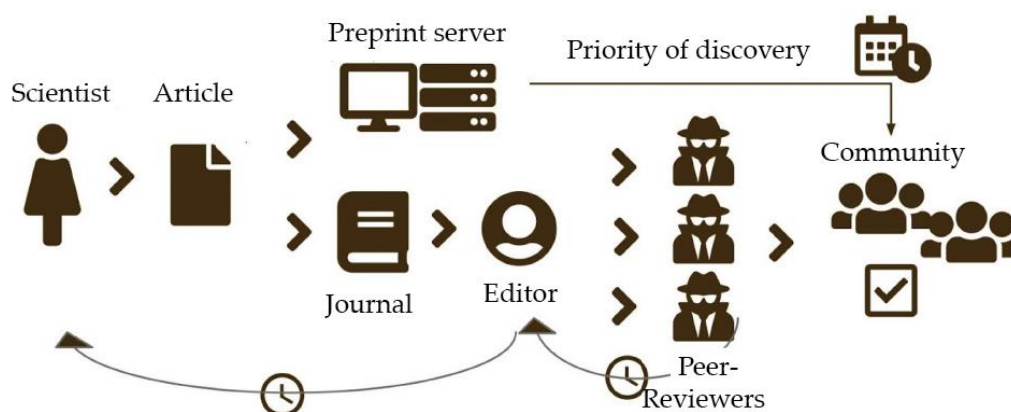 Preprint server
Priority of discovery
Scientist
Article
Community
Journal
Editor
Peer-
Reviewers